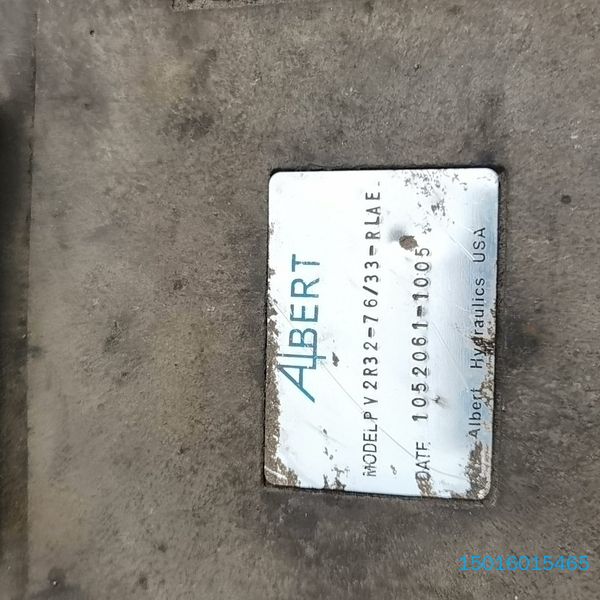 ALBERT
MODEL PV2R32-76/33-RLAE
DATE 1052061-1005
Albert Hydraulics USA
15016015465